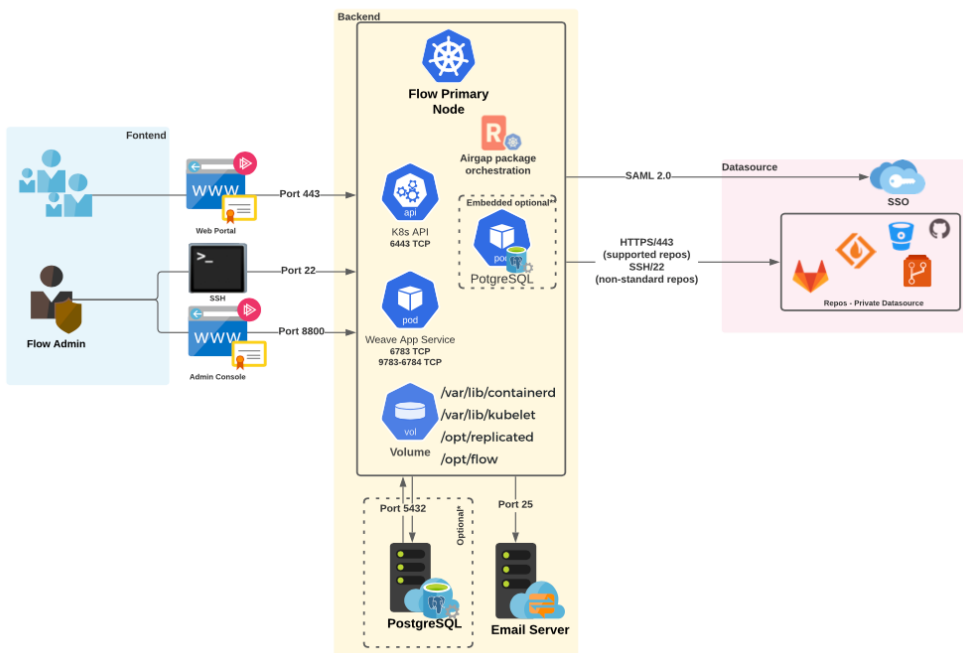 Backend
Flow Primary
Node
Fontend
R
Airgap package
orchestration
Datasource
SAML 2.0
SSO
WWW
Port 443
Web Portal
api
K8s API
6443 TCP
Embedded optional*
pod
PotgreSQL
HTTPS/443
(supported repos)
SSH/22
(non-standard repos)
Repos - Private Datasource
>_
Port 22
SSH
Flow Admin
WWW
Port 8800
Admin Console
pod
Weave App Service
6783 TCP
9783-6784 TCP
vol
Volume
/var/lib/containerd
/var/lib/kubelet
/opt/replicated
/opt/flow
Port 5432
Optional*
PostgreSQL
Port 25
Email Server